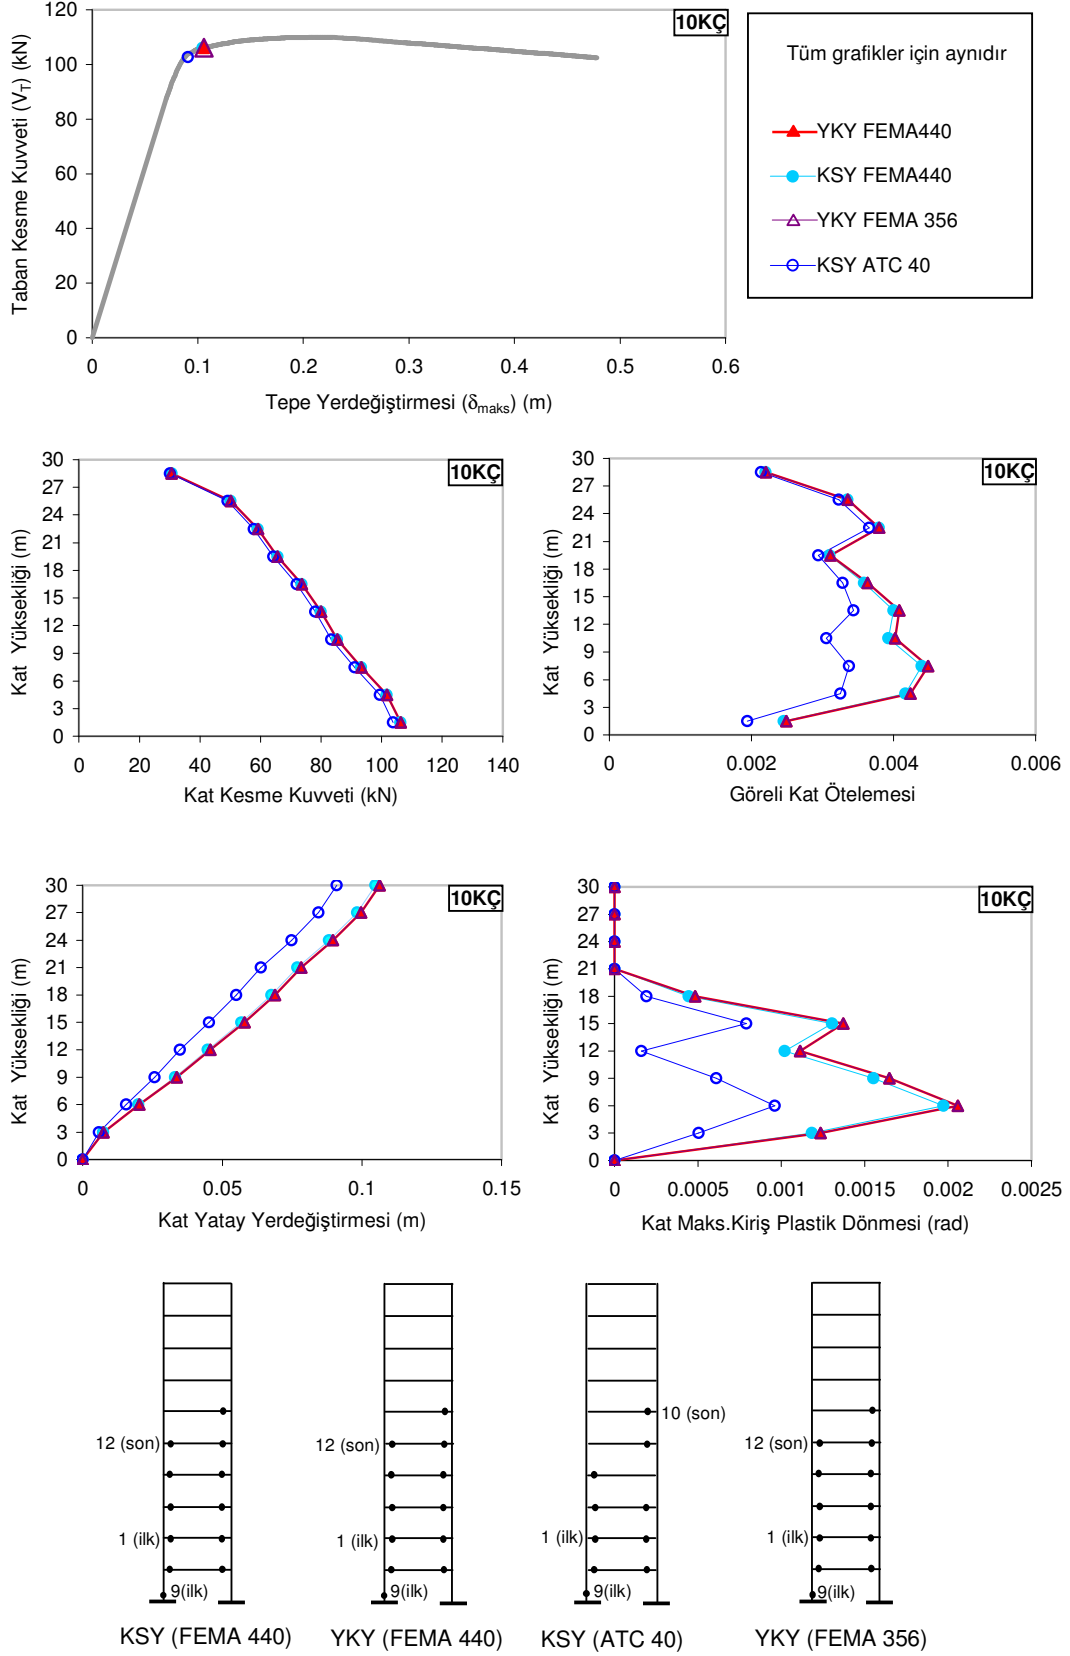 10KÇ
Taban Kesme Kuvveti (V_T) (kN)
120
100
80
60
40
20
0
0 0.1 0.2 0.3 0.4 0.5 0.6
Tepe Yerdeğiştirmesi (δ_maks) (m)
Tüm grafikler için aynıdır
YKY FEMA440
KSY FEMA440
YKY FEMA 356
KSY ATC 40
10KÇ
Kat Yüksekliği (m)
30
27
24
21
18
15
12
9
6
3
0
0 20 40 60 80 100 120 140
Kat Kesme Kuvveti (kN)
10KÇ
Kat Yüksekliği (m)
30
27
24
21
18
15
12
9
6
3
0
0 0.002 0.004 0.006
Göreli Kat Ötelemesi
10KÇ
Kat Yüksekliği (m)
30
27
24
21
18
15
12
9
6
3
0
0 0.05 0.1 0.15
Kat Yatay Yerdeğiştirmesi (m)
10KÇ
Kat Yüksekliği (m)
30
27
24
21
18
15
12
9
6
3
0
0 0.0005 0.001 0.0015 0.002 0.0025
Kat Maks.Kiriş Plastik Dönmesi (rad)
12 (son)
1 (ilk)
9(ilk)
KSY (FEMA 440)
12 (son)
1 (ilk)
9(ilk)
YKY (FEMA 440)
10 (son)
1 (ilk)
9(ilk)
KSY (ATC 40)
12 (son)
1 (ilk)
9(ilk)
YKY (FEMA 356)